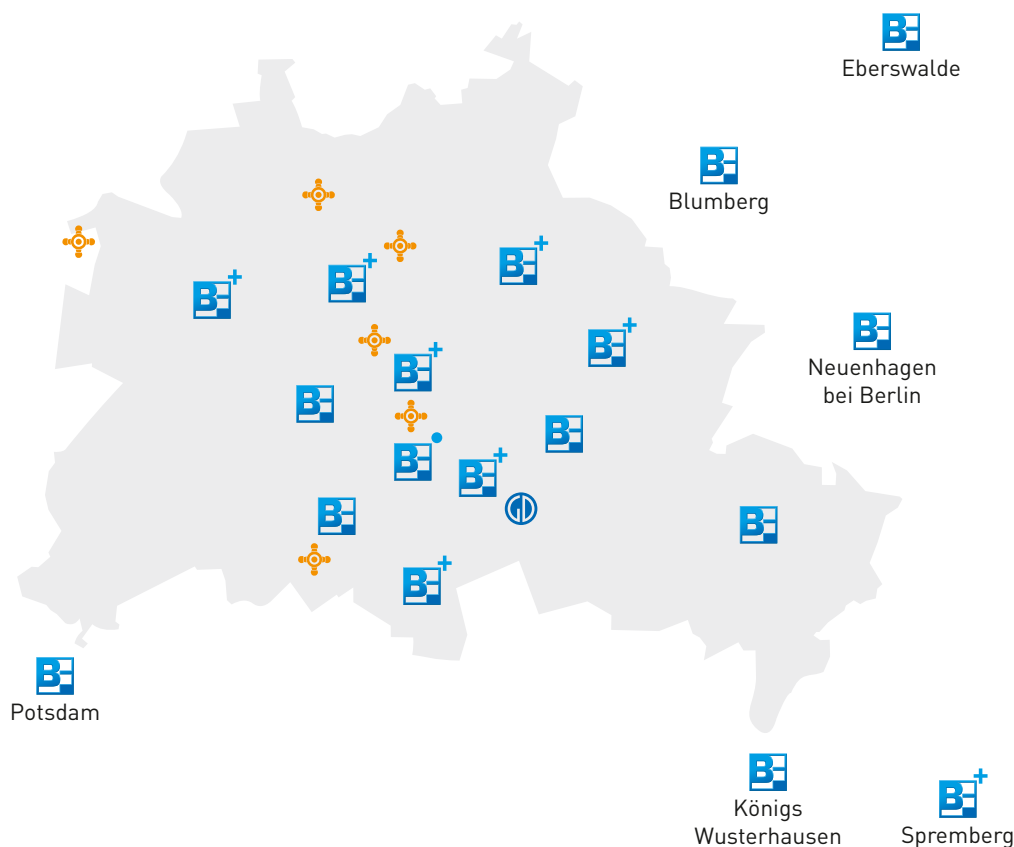 Eberswalde
Blumberg
Neuenhagen
bei Berlin
Potsdam
Königs
Wusterhausen
Spremberg